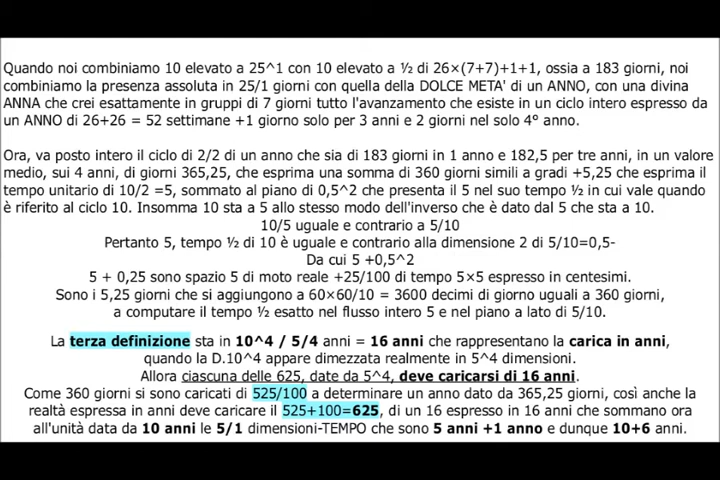 Quando noi combiniamo 10 elevato a 25^1 con 10 elevato a ½ di 26×(7+7)+1+1, ossia a 183 giorni, noi
combiniamo la presenza assoluta in 25/1 giorni con quella della DOLCE META' di un ANNO, con una divina
ANNA che crei esattamente in gruppi di 7 giorni tutto l'avanzamento che esiste in un ciclo intero espresso da
un ANNO di 26+26 = 52 settimane +1 giorno solo per 3 anni e 2 giorni nel solo 4° anno.
Ora, va posto intero il ciclo di 2/2 di un anno che sia di 183 giorni in 1 anno e 182,5 per tre anni, in un valore
medio, sui 4 anni, di giorni 365,25, che esprima una somma di 360 giorni simili a gradi +5,25 che esprima il
tempo unitario di 10/2 =5, sommato al piano di 0,5^2 che presenta il 5 nel suo tempo ½ in cui vale quando
è riferito al ciclo 10. Insomma 10 sta a 5 allo stesso modo dell'inverso che è dato dal 5 che sta a 10.
10/5 uguale e contrario a 5/10
Pertanto 5, tempo ½ di 10 è uguale e contrario alla dimensione 2 di 5/10=0,5-
Da cui 5 +0,5^2
5 + 0,25 sono spazio 5 di moto reale +25/100 di tempo 5×5 espresso in centesimi.
Sono i 5,25 giorni che si aggiungono a 60×60/10 = 3600 decimi di giorno uguali a 360 giorni,
a computare il tempo ½ esatto nel flusso intero 5 e nel piano a lato di 5/10.
La terza definizione sta in 10^4 / 5/4 anni = 16 anni che rappresentano la carica in anni,
quando la D.10^4 appare dimezzata realmente in 5^4 dimensioni.
Allora ciascuna delle 625, date da 5^4, deve caricarsi di 16 anni.
Come 360 giorni si sono caricati di 525/100 a determinare un anno dato da 365,25 giorni, così anche la
realtà espressa in anni deve caricare il 525+100=625, di un 16 espresso in 16 anni che sommano ora
all'unità data da 10 anni le 5/1 dimensioni-TEMPO che sono 5 anni +1 anno e dunque 10+6 anni.